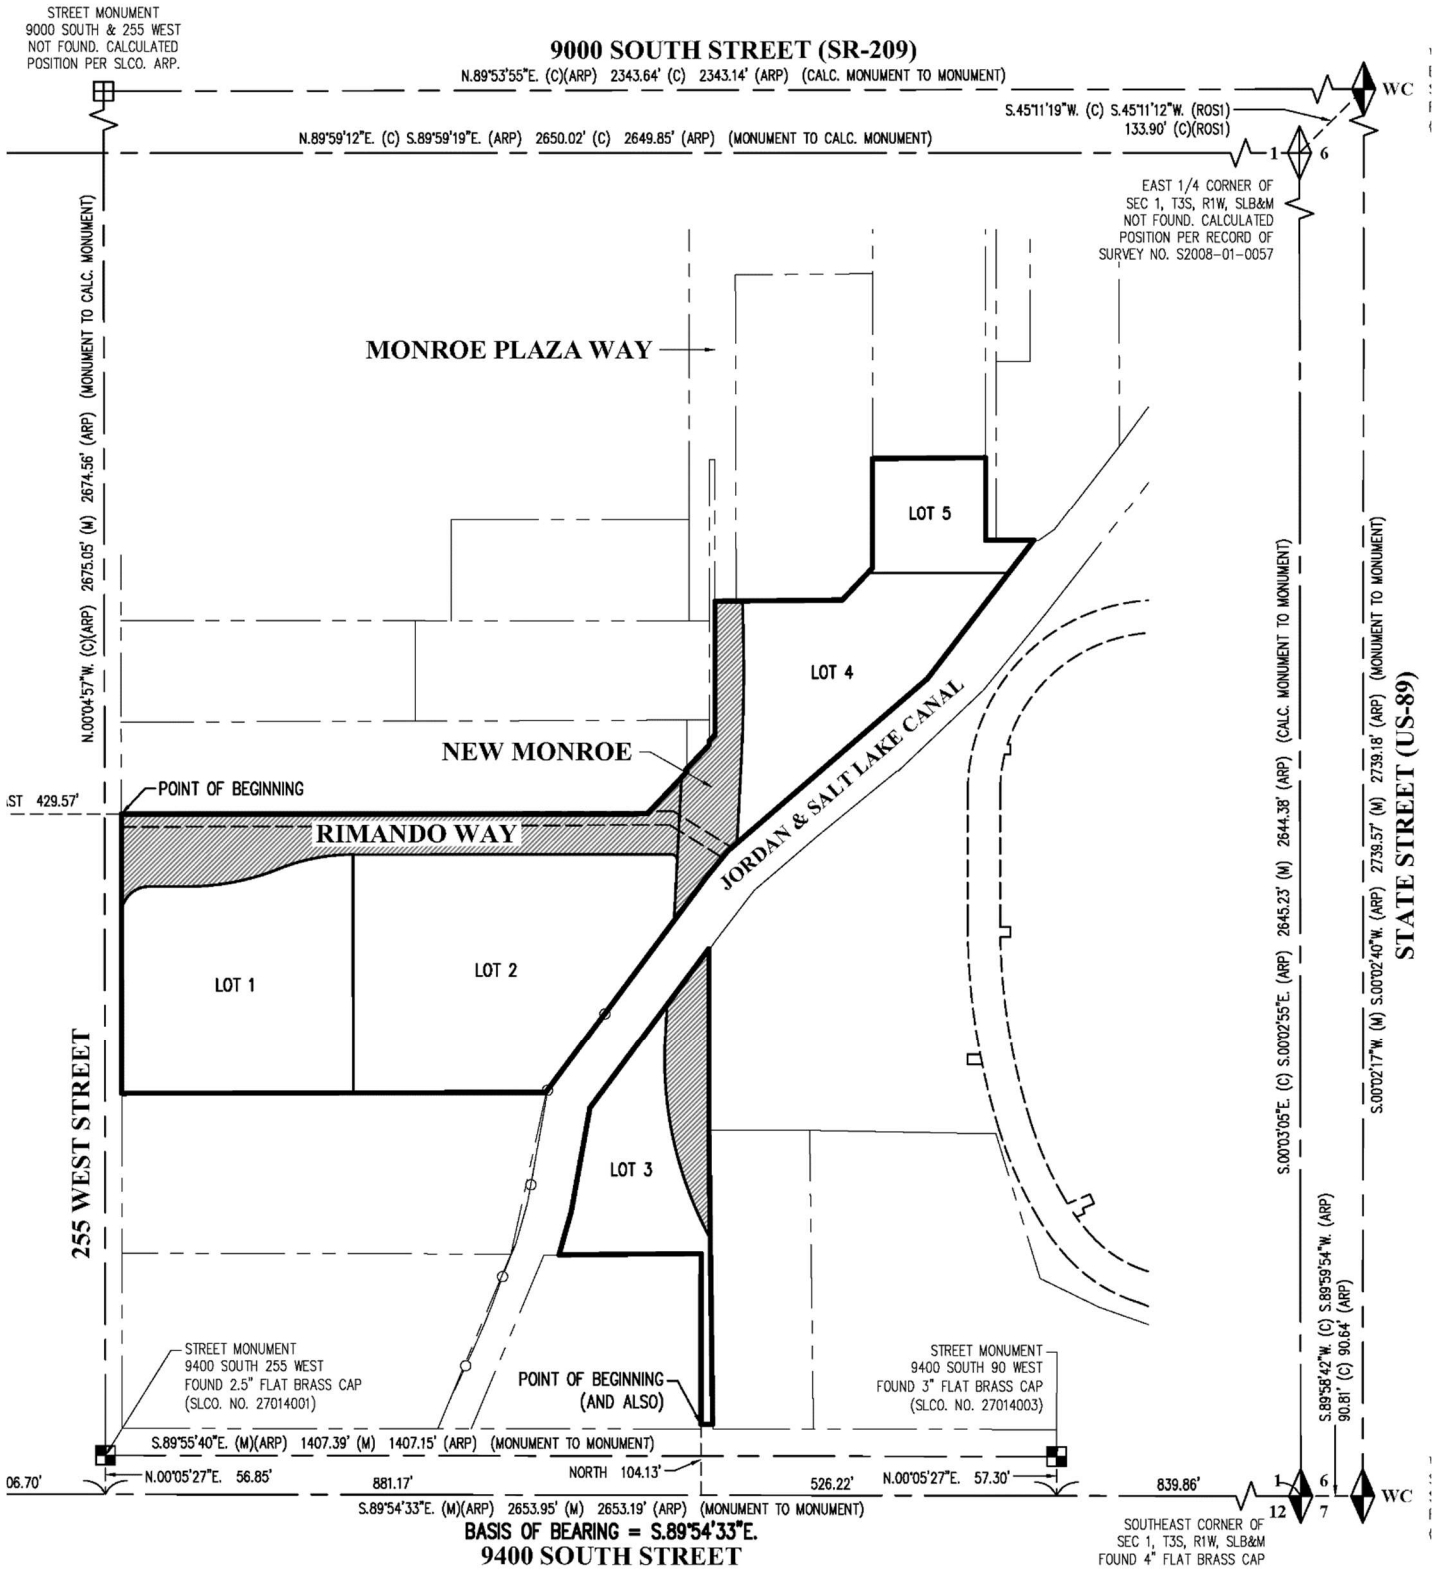 STREET MONUMENT
9000 SOUTH & 255 WEST
NOT FOUND. CALCULATED
POSITION PER SLCO. ARP.
9000 SOUTH STREET (SR-209)
N.89°53'55"E. (C)(ARP) 2343.64' (C) 2343.14' (ARP) (CALC. MONUMENT TO MONUMENT)
WC
S.45°11'19"W. (C) S.45°11'12"W. (ROS1)
133.90' (C)(ROS1)
N.89°59'12"E. (C) S.89°59'19"E. (ARP) 2650.02' (C) 2649.85' (ARP) (MONUMENT TO CALC. MONUMENT)
1 6
EAST 1/4 CORNER OF
SEC 1, T3S, R1W, SLB&M
NOT FOUND. CALCULATED
POSITION PER RECORD OF
SURVEY NO. S2008-01-0057
N.00°04'57"W. (C)(ARP) 2675.05' (M) 2674.56' (ARP) (MONUMENT TO CALC. MONUMENT)
MONROE PLAZA WAY
LOT 5
LOT 4
NEW MONROE
POINT OF BEGINNING
429.57'
RIMANDO WAY
JORDAN & SALT LAKE CANAL
LOT 1
LOT 2
LOT 3
255 WEST STREET
S.00°03'05"E. (C) S.00°02'55"E. (ARP) 2645.23' (M) 2644.38' (ARP) (CALC. MONUMENT TO MONUMENT)
S.00°02'17"W. (M) S.00°02'40"W. (ARP) 2739.57' (M) 2739.18' (ARP) (MONUMENT TO MONUMENT)
STATE STREET (US-89)
S.89°58'42"W. (C) S.89°59'54"W. (ARP)
90.81' (C) 90.64' (ARP)
STREET MONUMENT
9400 SOUTH 255 WEST
FOUND 2.5" FLAT BRASS CAP
(SLCO. NO. 27014001)
POINT OF BEGINNING
(AND ALSO)
STREET MONUMENT
9400 SOUTH 90 WEST
FOUND 3" FLAT BRASS CAP
(SLCO. NO. 27014003)
S.89°55'40"E. (M)(ARP) 1407.39' (M) 1407.15' (ARP) (MONUMENT TO MONUMENT)
06.70'
N.00°05'27"E. 56.85'
881.17'
NORTH 104.13'
526.22'
N.00°05'27"E. 57.30'
839.86'
1 6
12 7
WC
S.89°54'33"E. (M)(ARP) 2653.95' (M) 2653.19' (ARP) (MONUMENT TO MONUMENT)
BASIS OF BEARING = S.89°54'33"E.
9400 SOUTH STREET
SOUTHEAST CORNER OF
SEC 1, T3S, R1W, SLB&M
FOUND 4" FLAT BRASS CAP